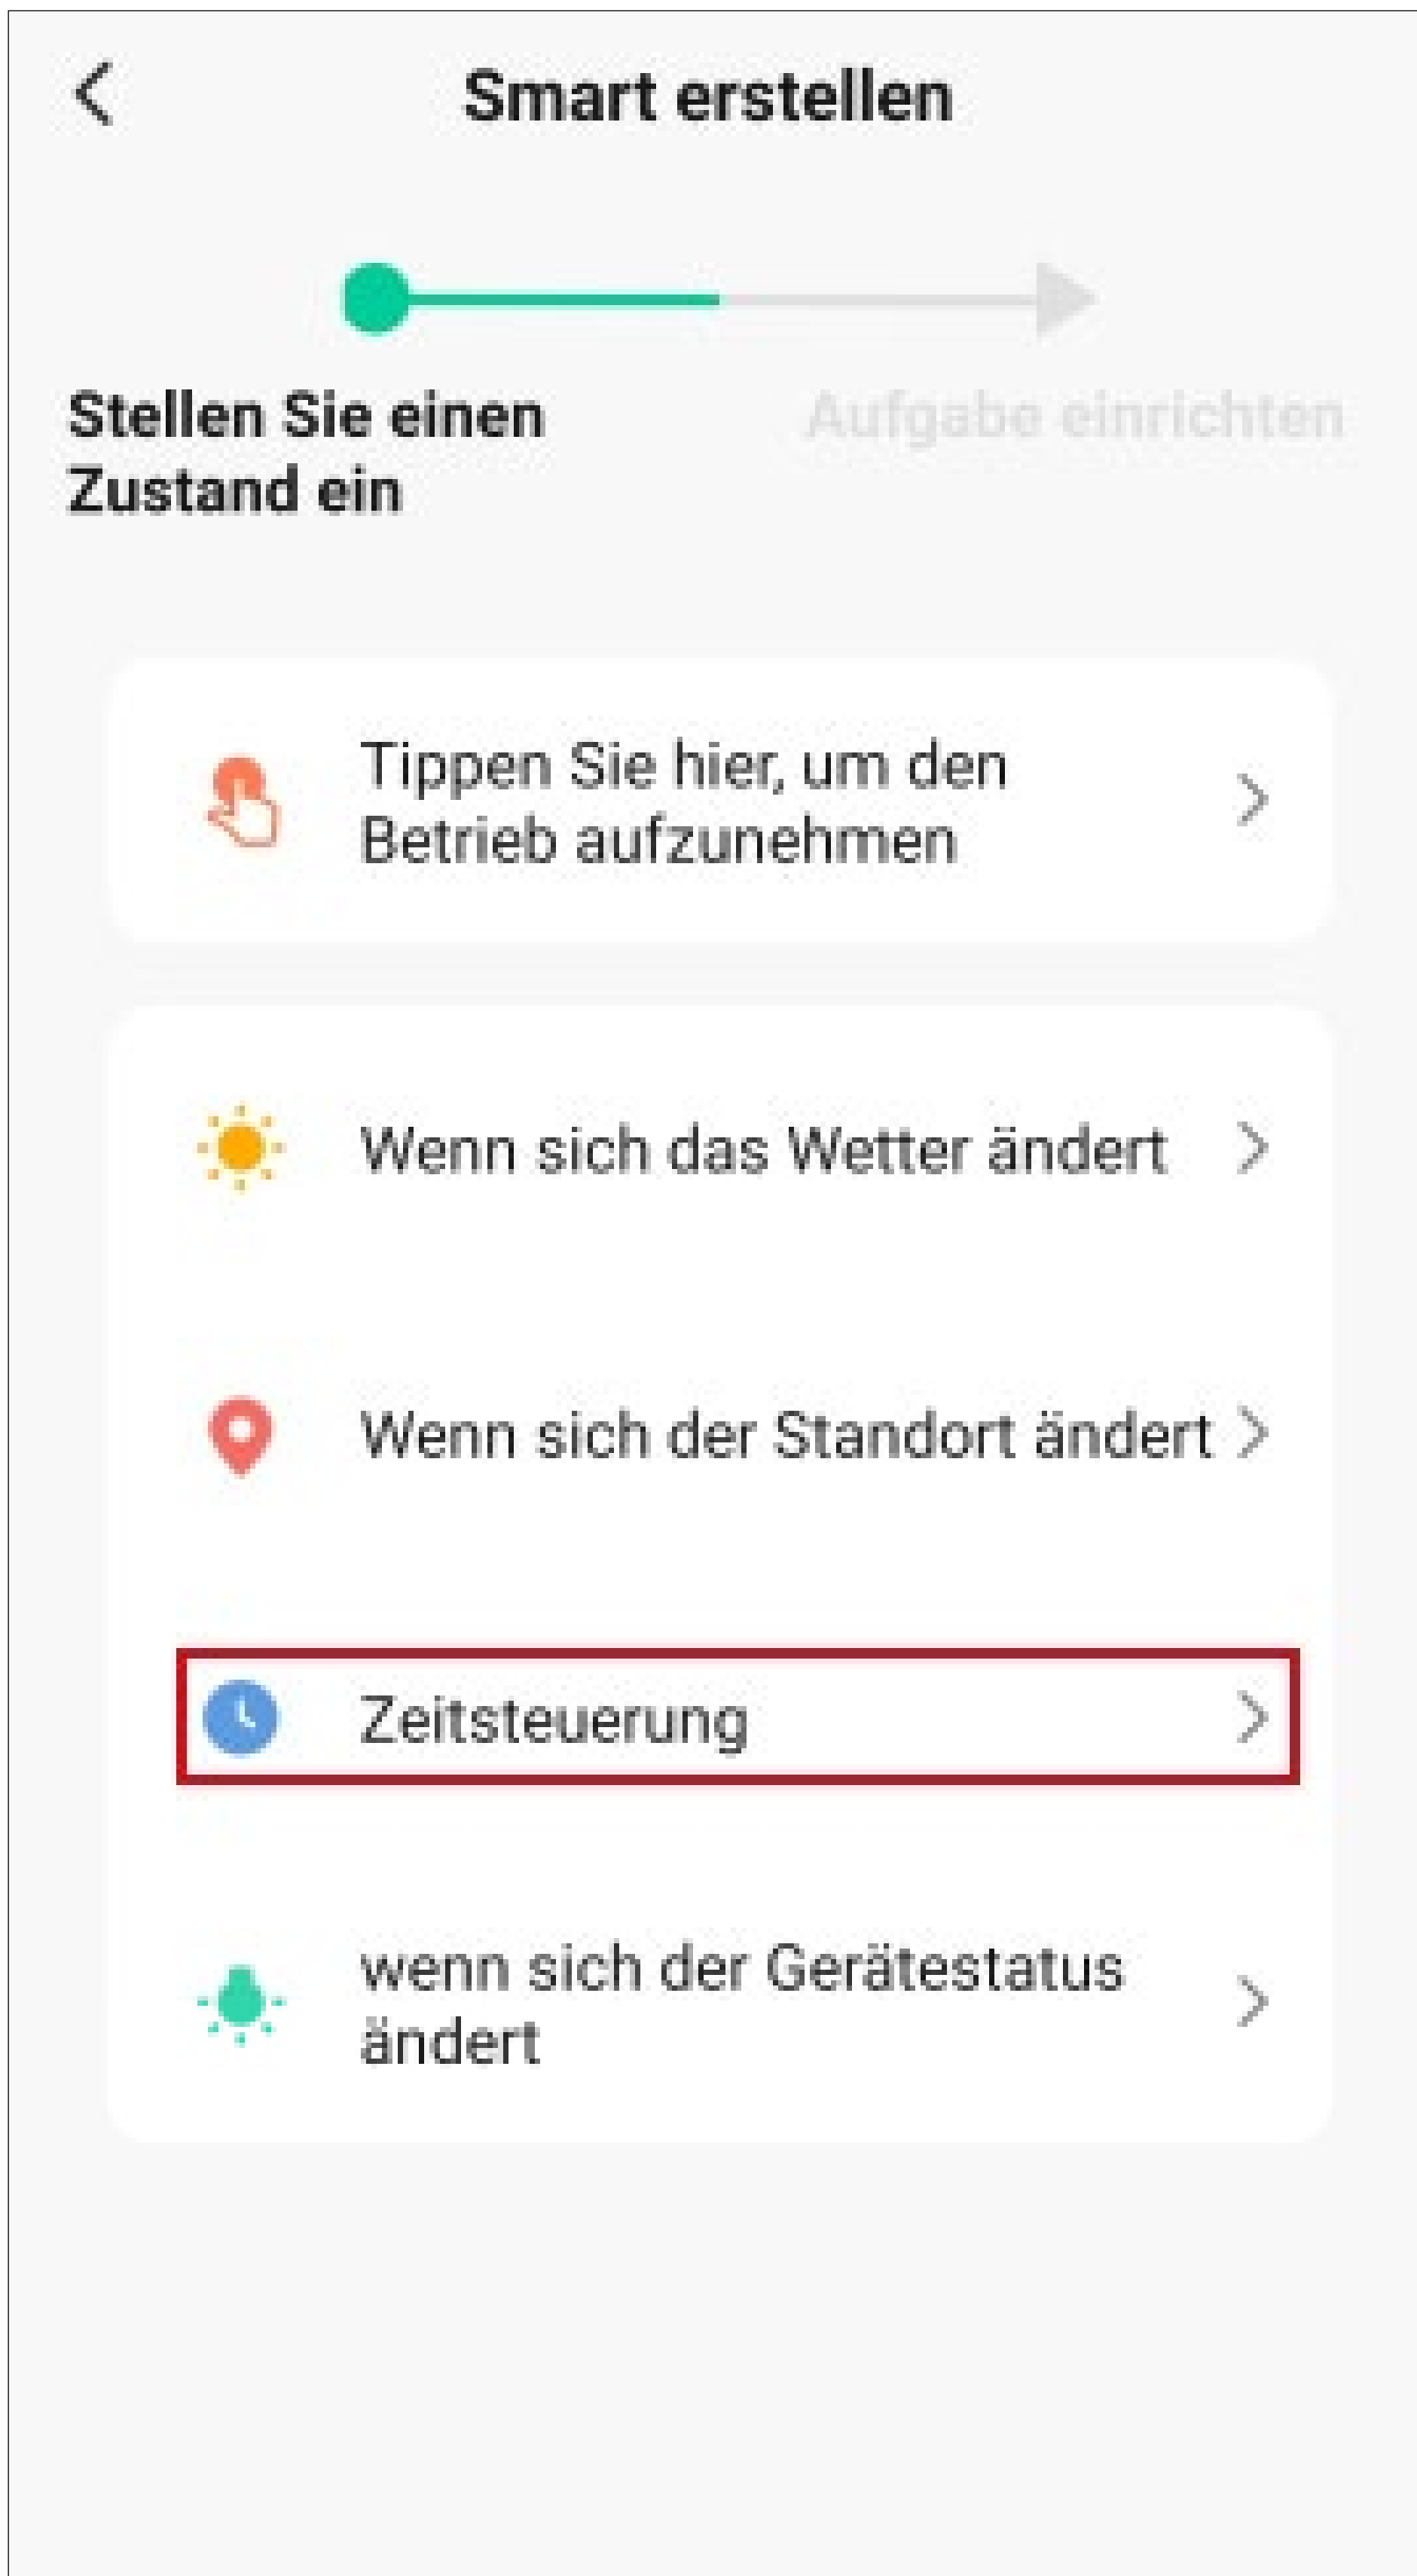 Smart erstellen
Stellen Sie einen
Zustand ein
Aufgabe einrichten
Tippen Sie hier, um den
Betrieb aufzunehmen
Wenn sich das Wetter ändert
Wenn sich der Standort ändert
Zeitsteuerung
wenn sich der Gerätestatus
ändert